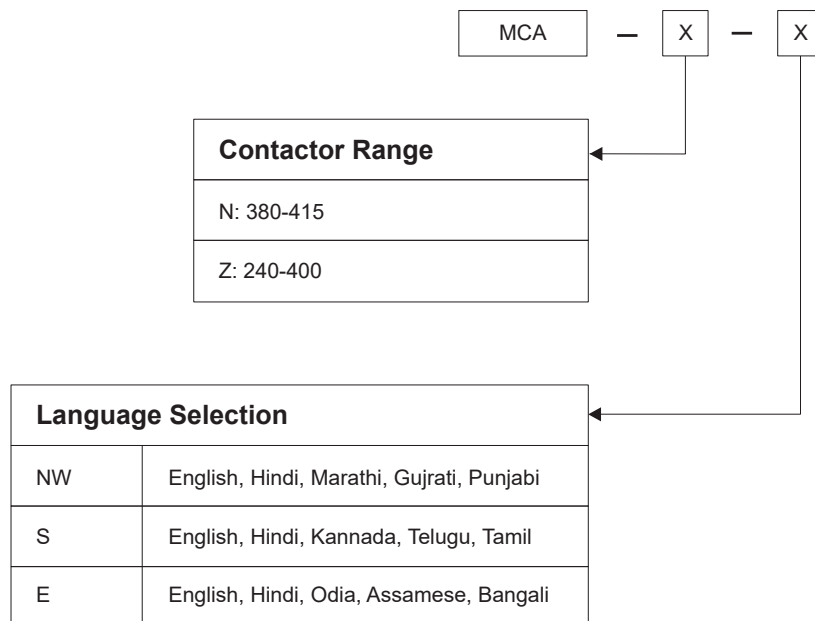 MCA — X — X
Contactor Range
N: 380-415
Z: 240-400
Language Selection
NW English, Hindi, Marathi, Gujrati, Punjabi
S English, Hindi, Kannada, Telugu, Tamil
E English, Hindi, Odia, Assamese, Bangali